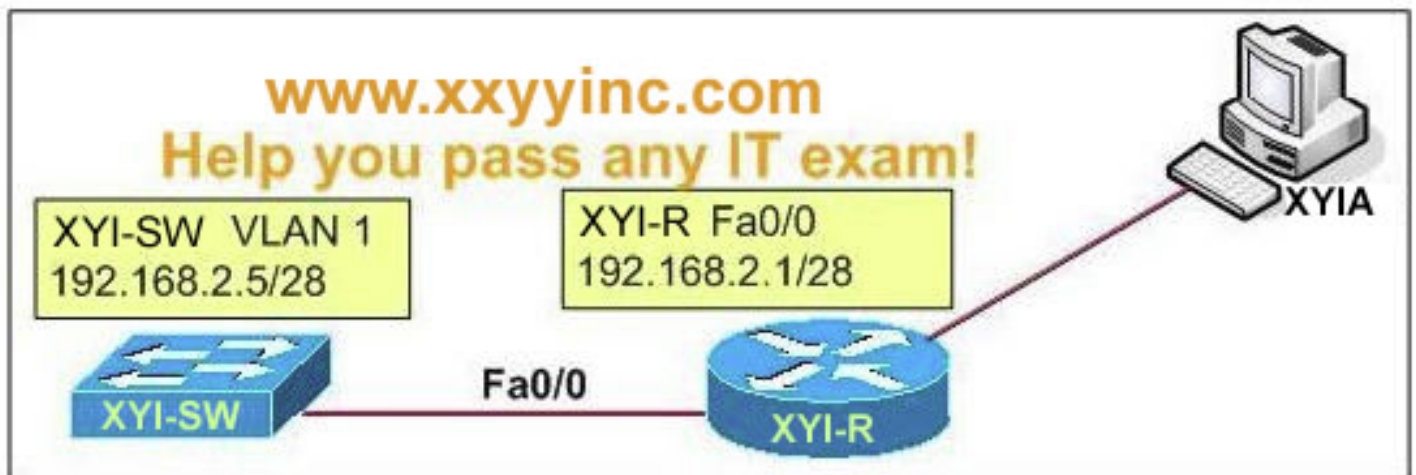 www.xxyyinc.com
Help you pass any IT exam!
XYI-SW VLAN 1
192.168.2.5/28
XYI-R Fa0/0
192.168.2.1/28
XYIA
Fa0/0
XYI-SW
XYI-R